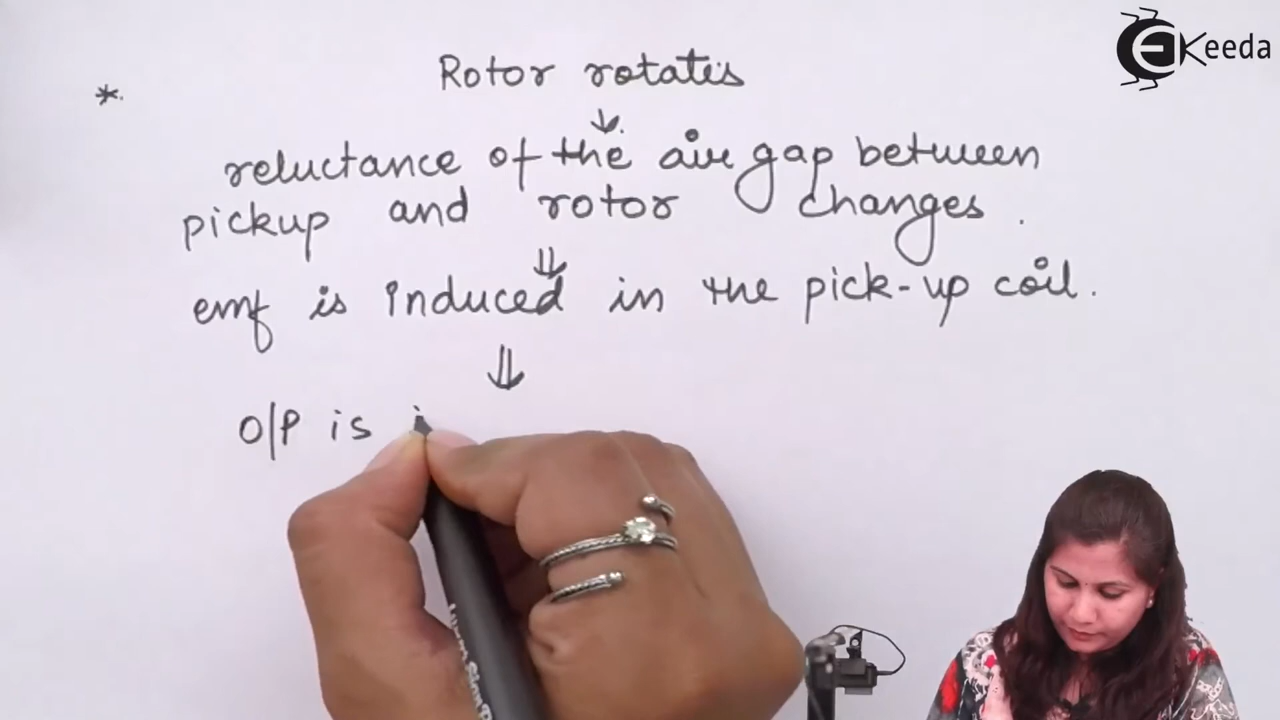 EKeeda
* Rotor rotates
↓
reluctance of the air gap between
pickup and rotor changes.
⇓
emf is induced in the pick-up coil.
⇓
O/P is i